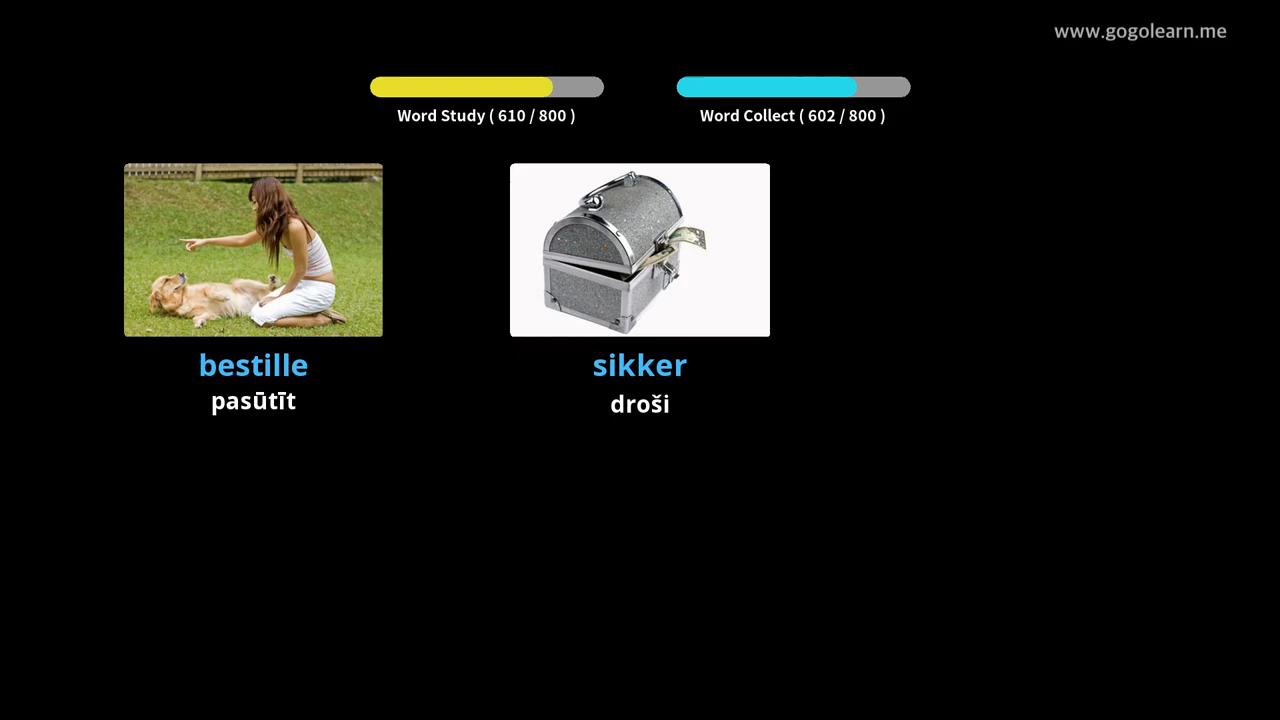 www.gogolearn.me
Word Study ( 610 / 800 )
Word Collect ( 602 / 800 )
bestille
pasūtīt
sikker
droši